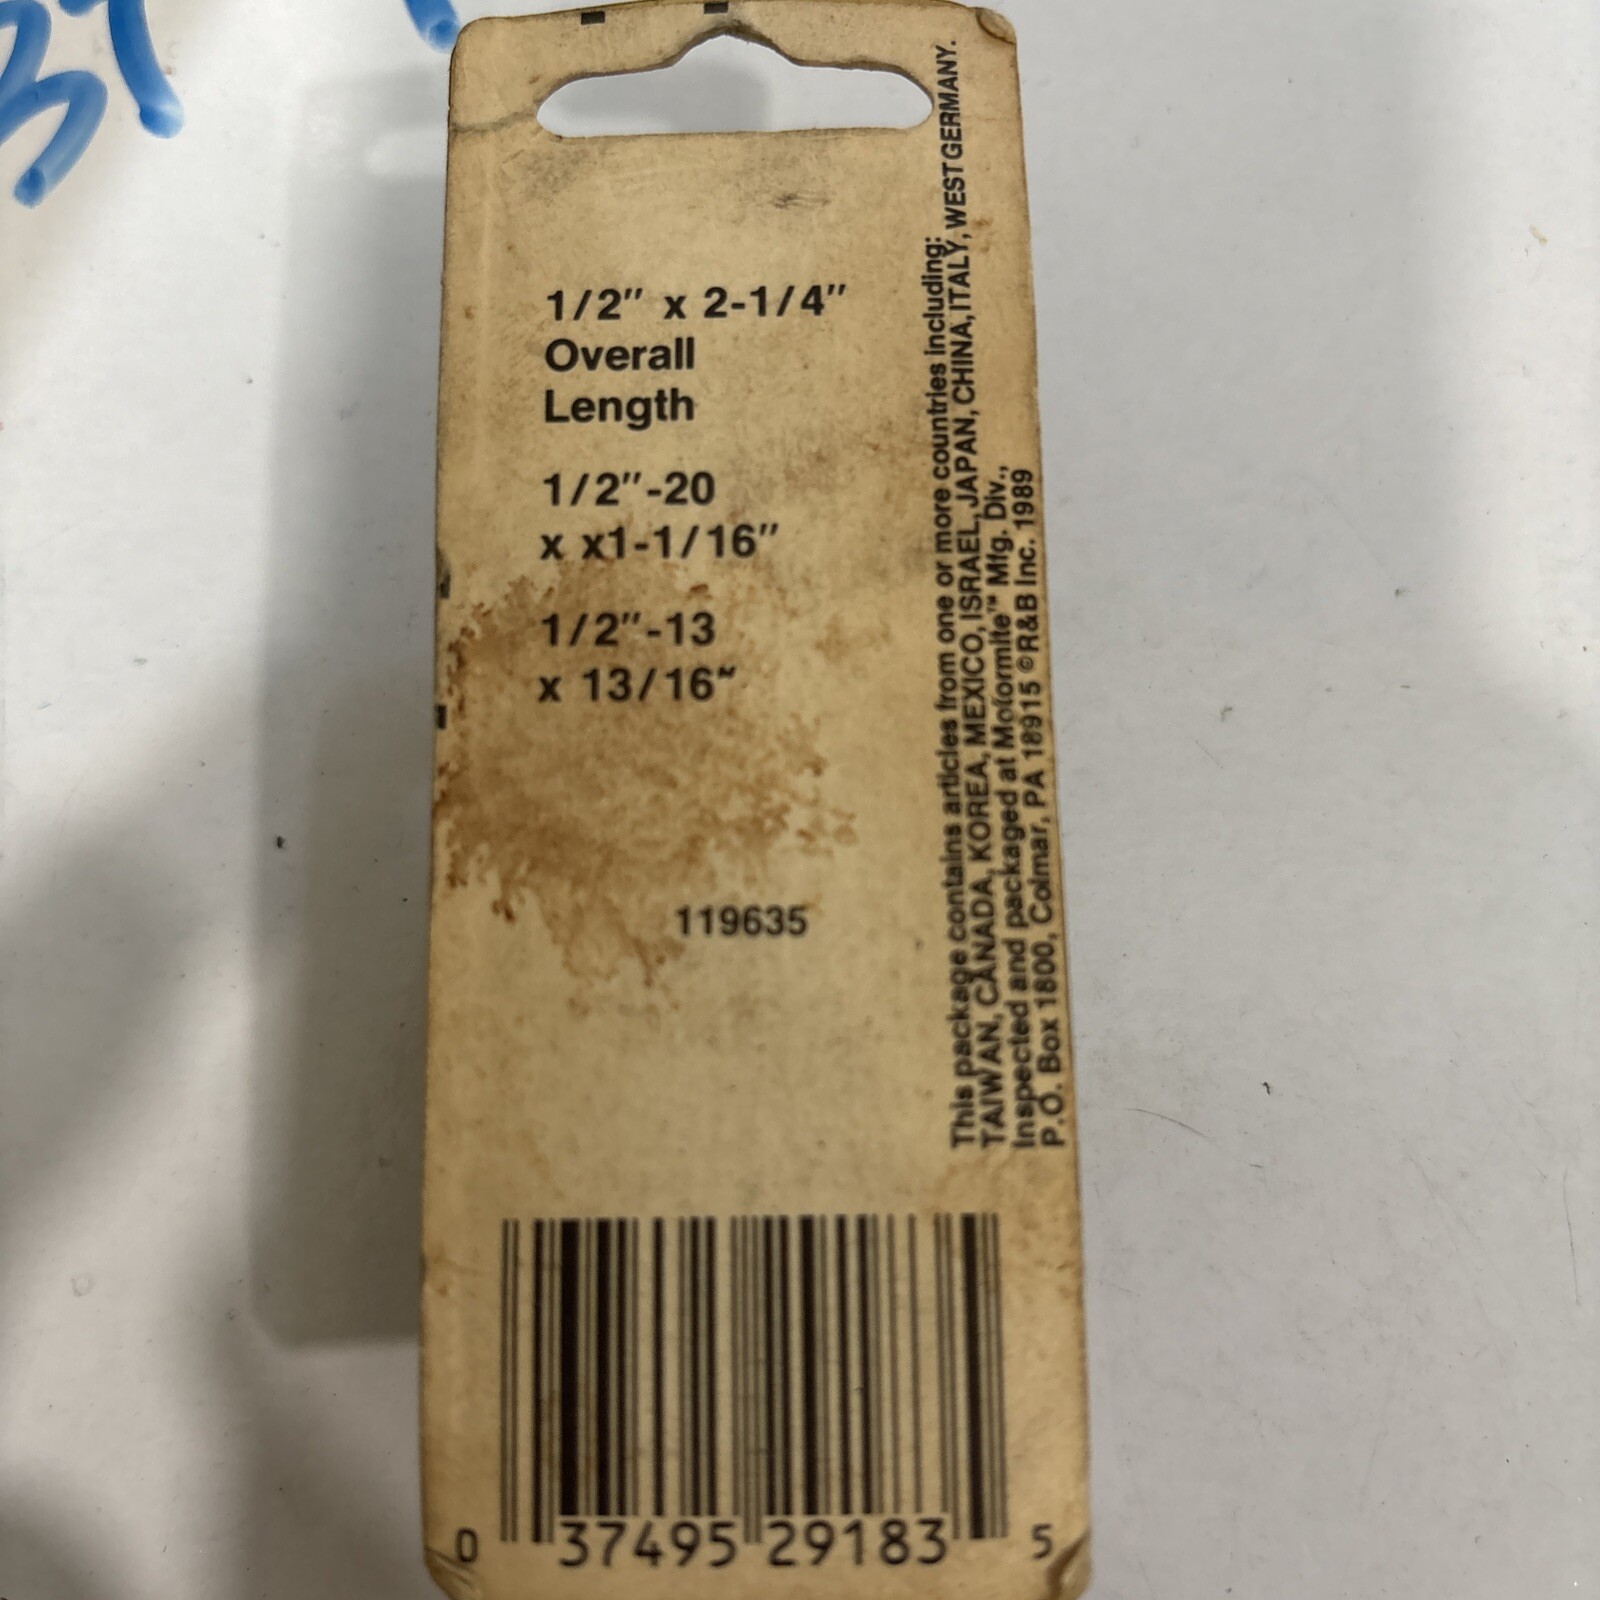 37
1/2" x 2-1/4"
Overall
Length
1/2"-20
x x1-1/16"
1/2"-13
x 13/16"
119635
This package contains articles from one or more countries including:
TAIWAN, CANADA, KOREA, MEXICO, ISRAEL, JAPAN, CHINA, ITALY, WEST GERMANY.
Inspected and packaged at Motormite™ Mfg. Div.,
P.O. Box 1800, Colmar, PA 18915 ©R&B Inc. 1989
0 37495 29183 5